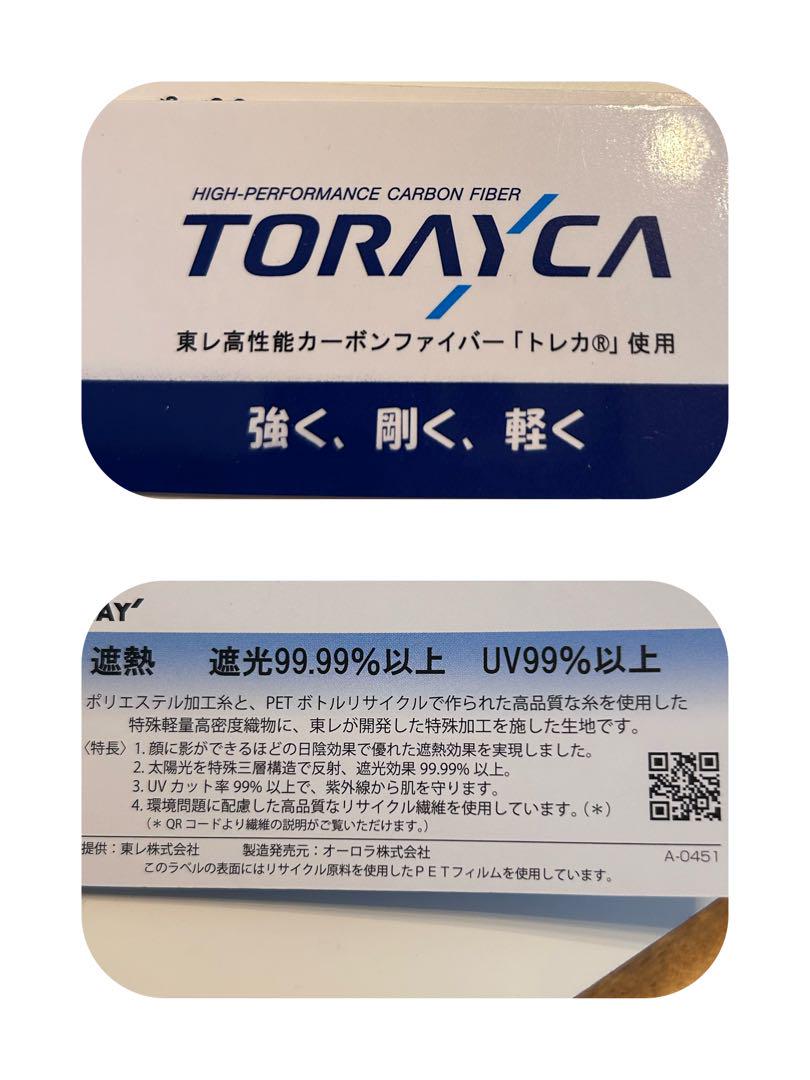 HIGH-PERFORMANCE CARBON FIBER
TORAYCA
東レ高性能カーボンファイバー「トレカ®」使用
強く、剛く、軽く
遮熱 遮光99.99%以上 UV99%以上
ポリエステル加工糸と、PETボトルリサイクルで作られた高品質な糸を使用した
特殊軽量高密度織物に、東レが開発した特殊加工を施した生地です。
〈特長〉1. 顔に影ができるほどの日陰効果で優れた遮熱効果を実現しました。
2. 太陽光を特殊三層構造で反射、遮光効果 99.99% 以上。
3. UV カット率 99% 以上で、紫外線から肌を守ります。
4. 環境問題に配慮した高品質なリサイクル繊維を使用しています。(＊)
(＊ QR コードより繊維の説明がご覧いただけます。)
提供：東レ株式会社 製造発売元：オーロラ株式会社 A-0451
このラベルの表面にはリサイクル原料を使用したPETフィルムを使用しています。